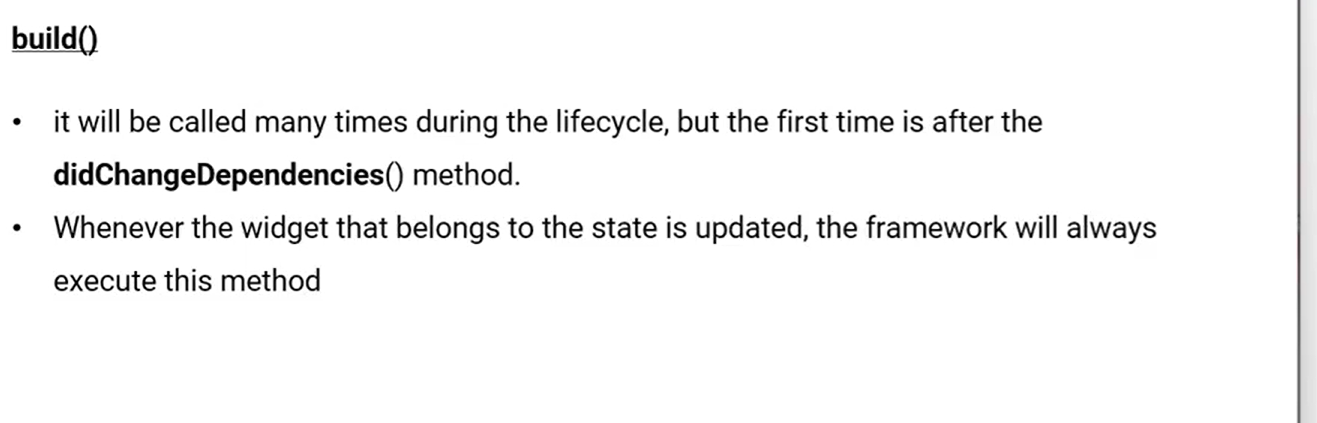 build()
• it will be called many times during the lifecycle, but the first time is after the
didChangeDependencies() method.
• Whenever the widget that belongs to the state is updated, the framework will always
execute this method